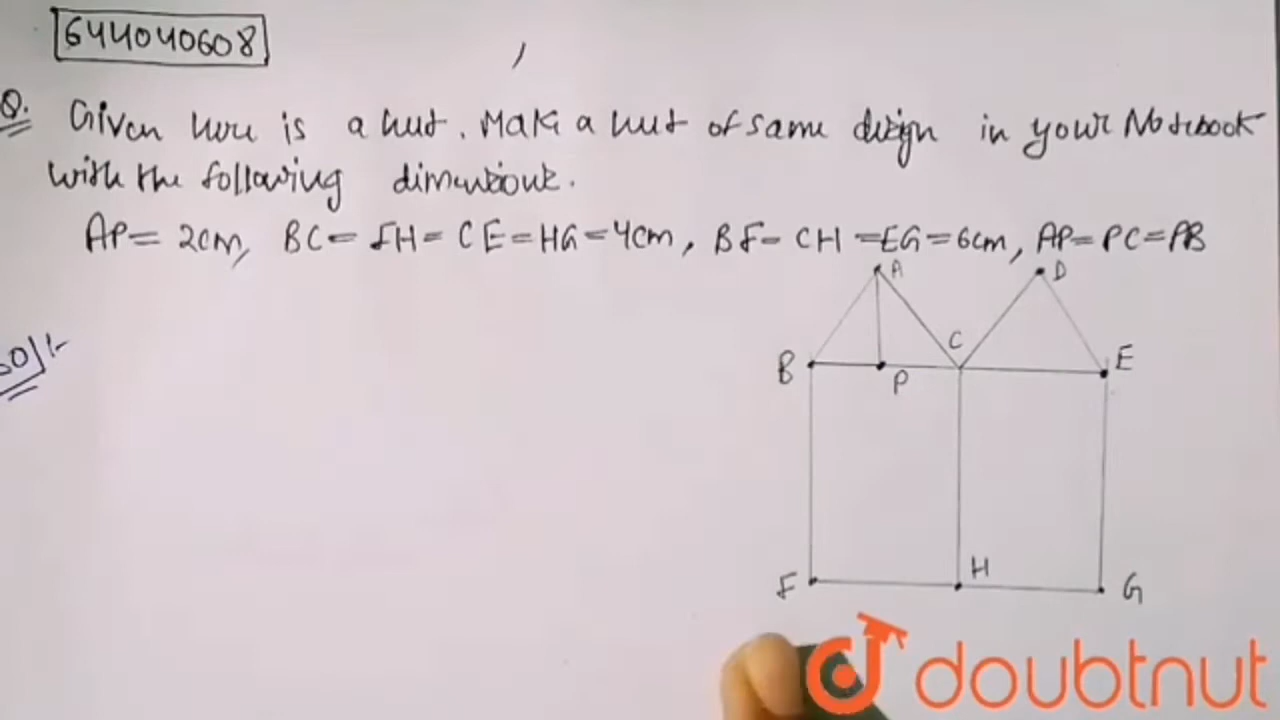 644040608
Q. Given here is a hut. Make a hut of same design in your Notebook
with the following dimensions.
AP = 2cm, BC = FH = CE = HG = 4cm, BF = CH = EG = 6cm, AP = PC = PB
A
D
B
P
C
E
Sol:-
F
H
G
doubtnut